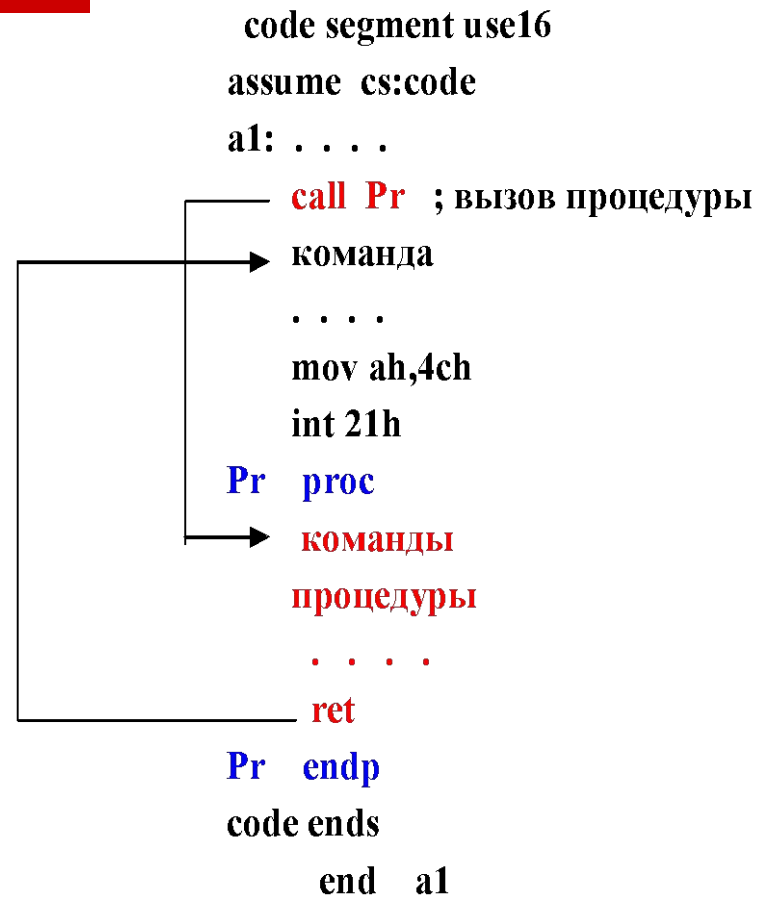 code segment use16
assume cs:code
a1: . . . .
call Pr ; вызов процедуры
команда
. . . .
mov ah,4ch
int 21h
Pr proc
команды
процедуры
. . . .
ret
Pr endp
code ends
end a1